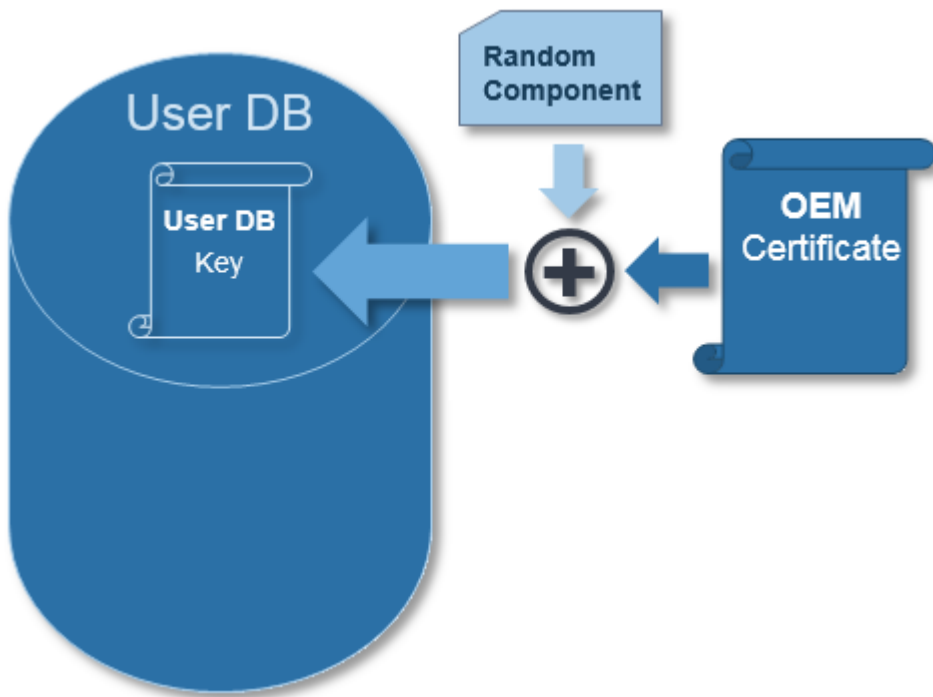 User DB
User DB
Key
Random
Component
OEM
Certificate